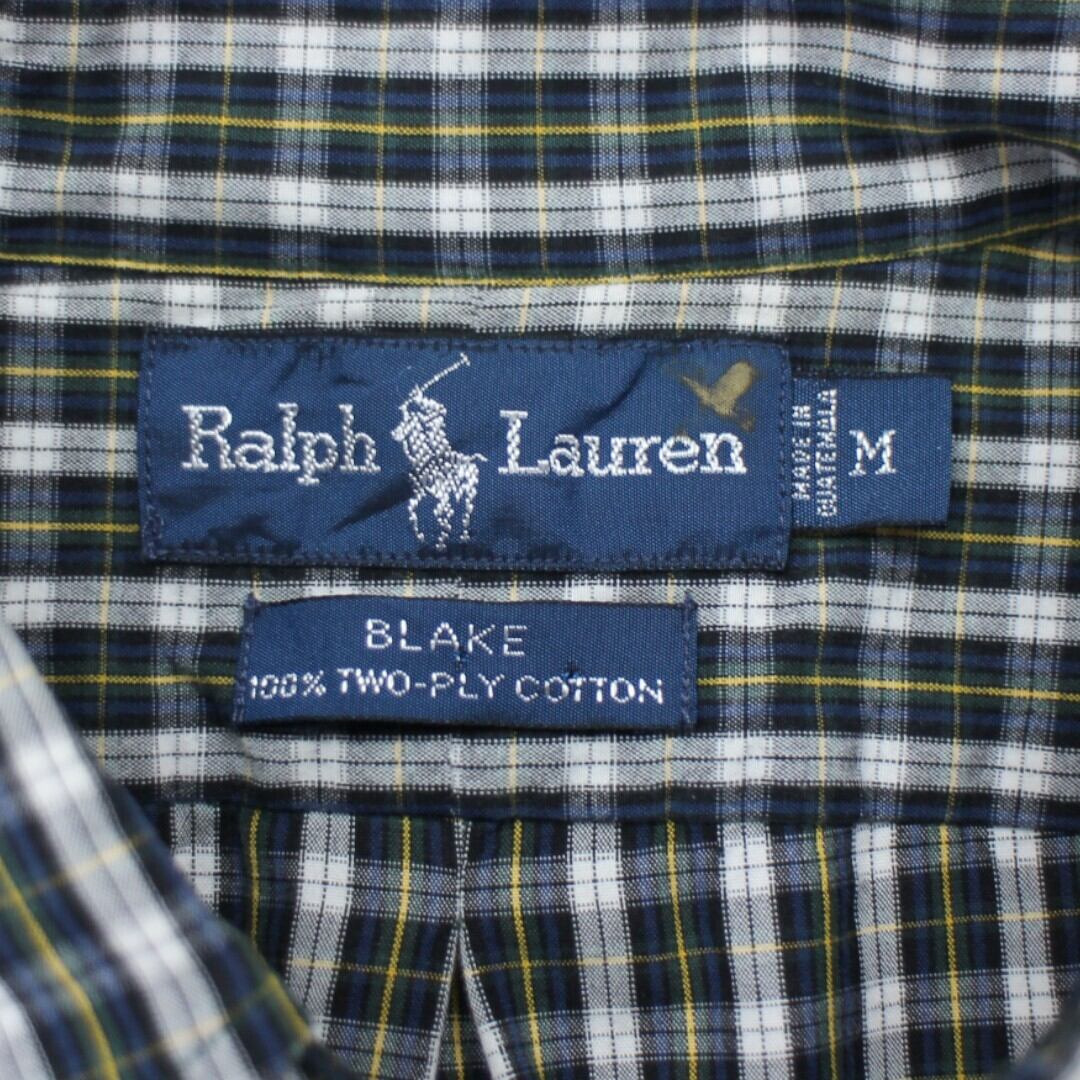 Ralph Lauren
MADE IN
GUATEMALA
M
BLAKE
100% TWO-PLY COTTON